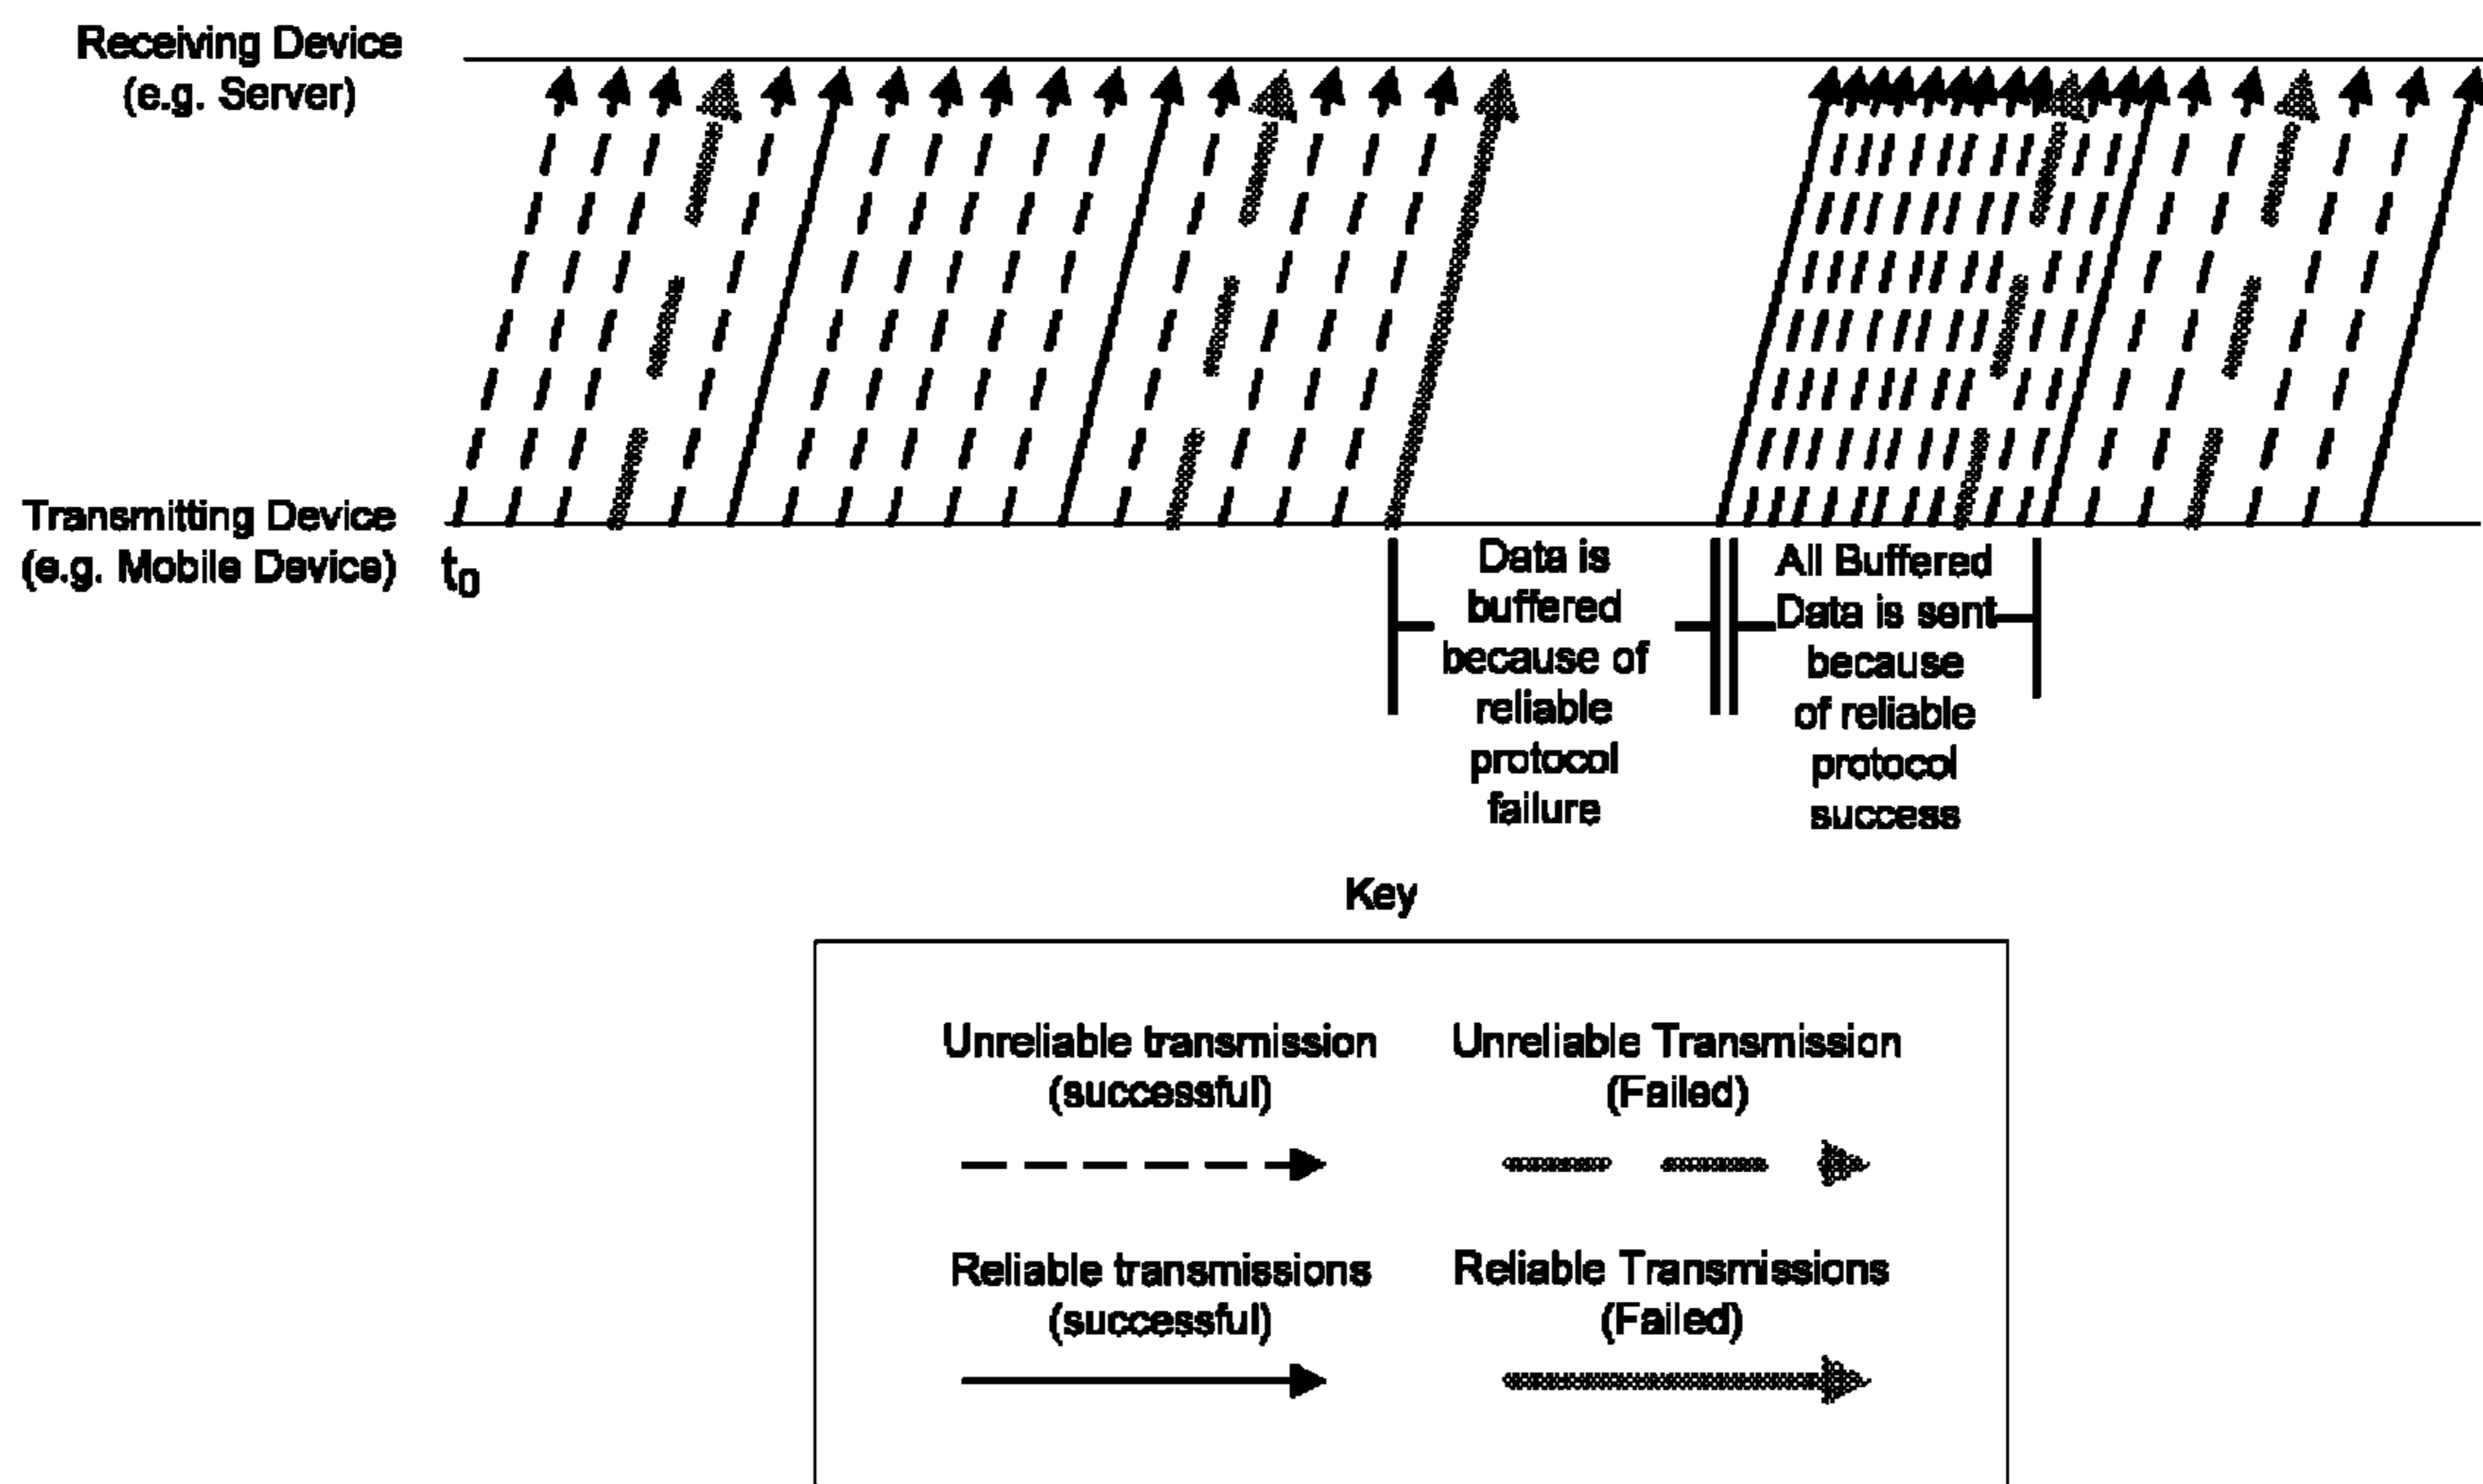 Receiving Device
(e.g. Server)
Transmitting Device
(e.g. Mobile Device)
t0
Data is
buffered
because of
reliable
protocol
failure
All Buffered
Data is sent
because
of reliable
protocol
success
Key
Unreliable transmission
(successful)
Unreliable Transmission
(Failed)
Reliable transmissions
(successful)
Reliable Transmissions
(Failed)